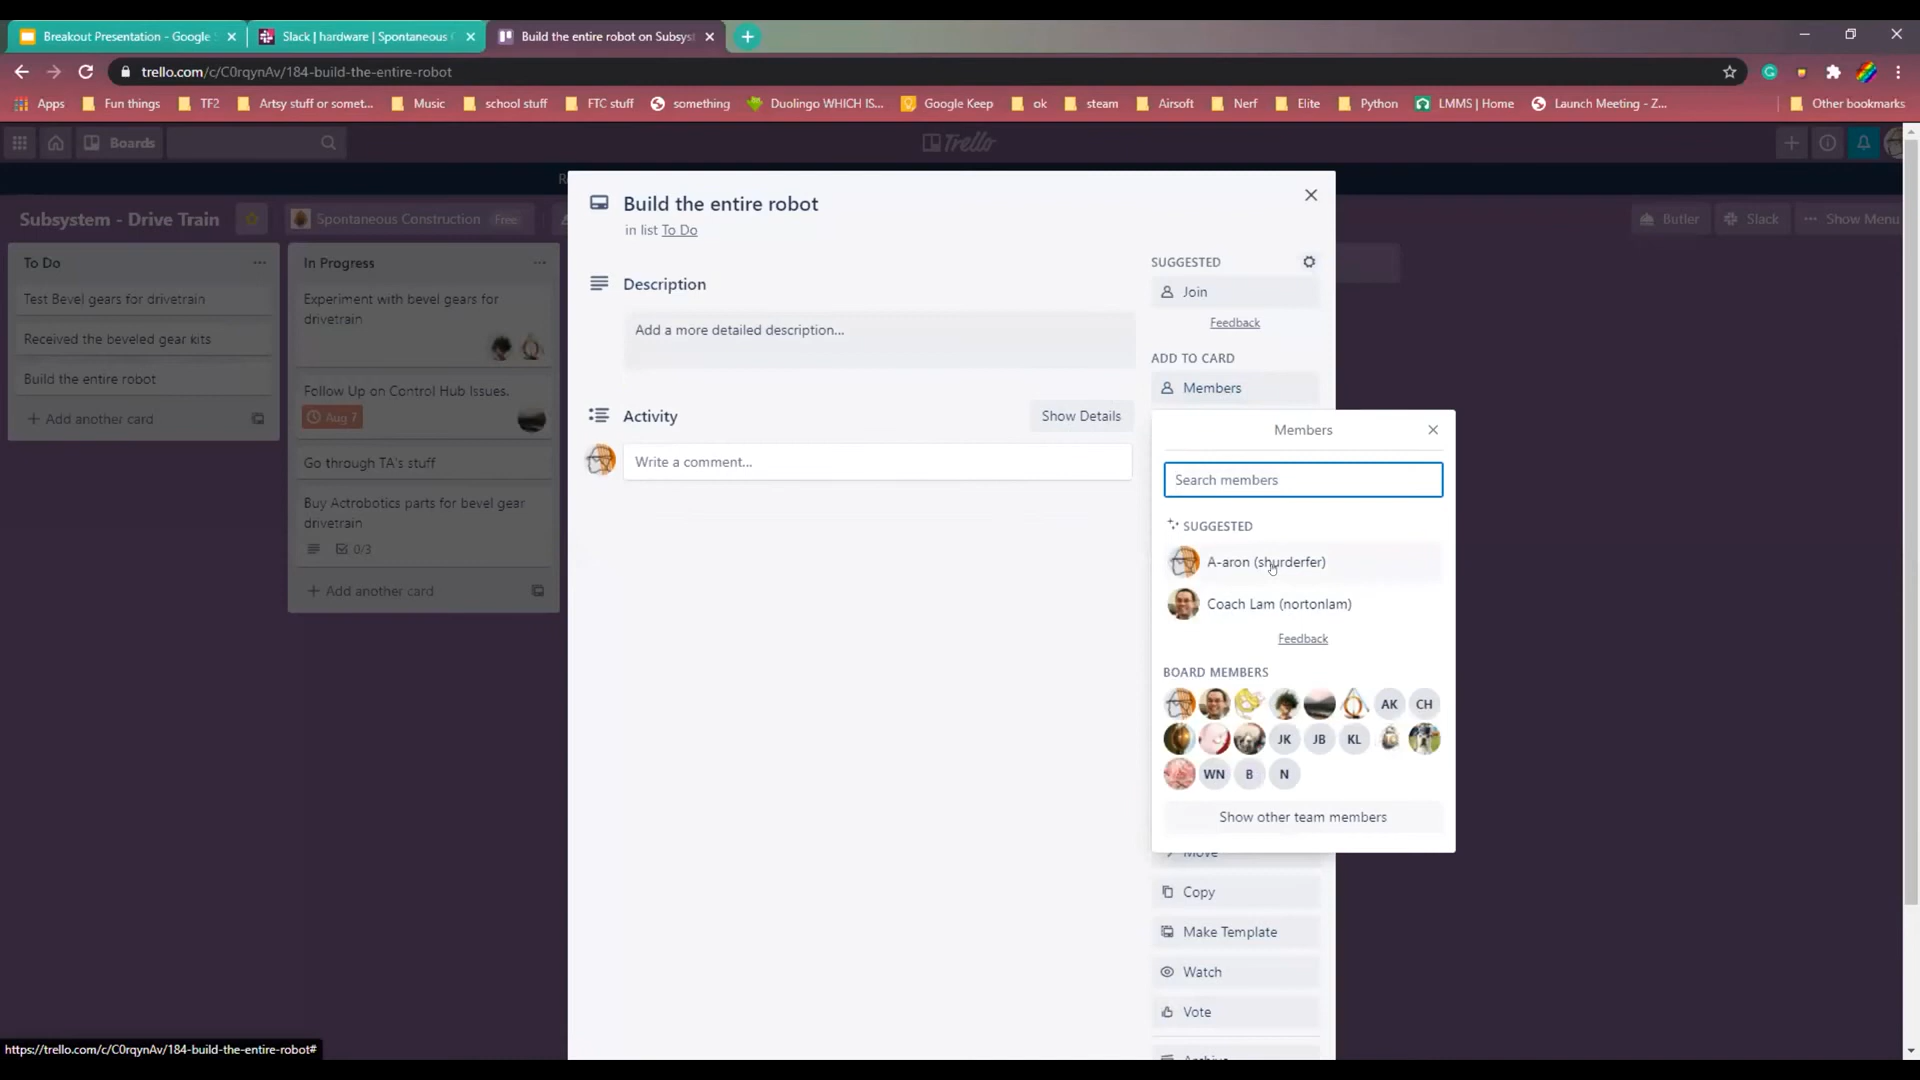 Breakout Presentation - Google
Slack | hardware | Spontaneous
Build the entire robot on Subsys
trello.com/c/C0rqynAv/184-build-the-entire-robot
Apps
Fun things
TF2
Artsy stuff or somet...
Music
school stuff
FTC stuff
something
Duolingo WHICH IS...
Google Keep
ok
steam
Airsoft
Nerf
Elite
Python
LMMS | Home
Launch Meeting - Z...
Other bookmarks
Boards
Trello
Subsystem - Drive Train
Spontaneous Construction Free
Butler
Slack
Show Menu
To Do
Test Bevel gears for drivetrain
Received the beveled gear kits
Build the entire robot
+ Add another card
In Progress
Experiment with bevel gears for
drivetrain
Follow Up on Control Hub Issues.
Aug 7
Go through TA's stuff
Buy Actrobotics parts for bevel gear
drivetrain
0/3
+ Add another card
Build the entire robot
in list To Do
Description
Add a more detailed description...
Activity
Show Details
Write a comment...
SUGGESTED
Join
Feedback
ADD TO CARD
Members
Members
Search members
SUGGESTED
A-aron (shurderfer)
Coach Lam (nortonlam)
Feedback
BOARD MEMBERS
AK CH
JK JB KL
WN B N
Show other team members
Move
Copy
Make Template
Watch
Vote
Archive
https://trello.com/c/C0rqynAv/184-build-the-entire-robot#